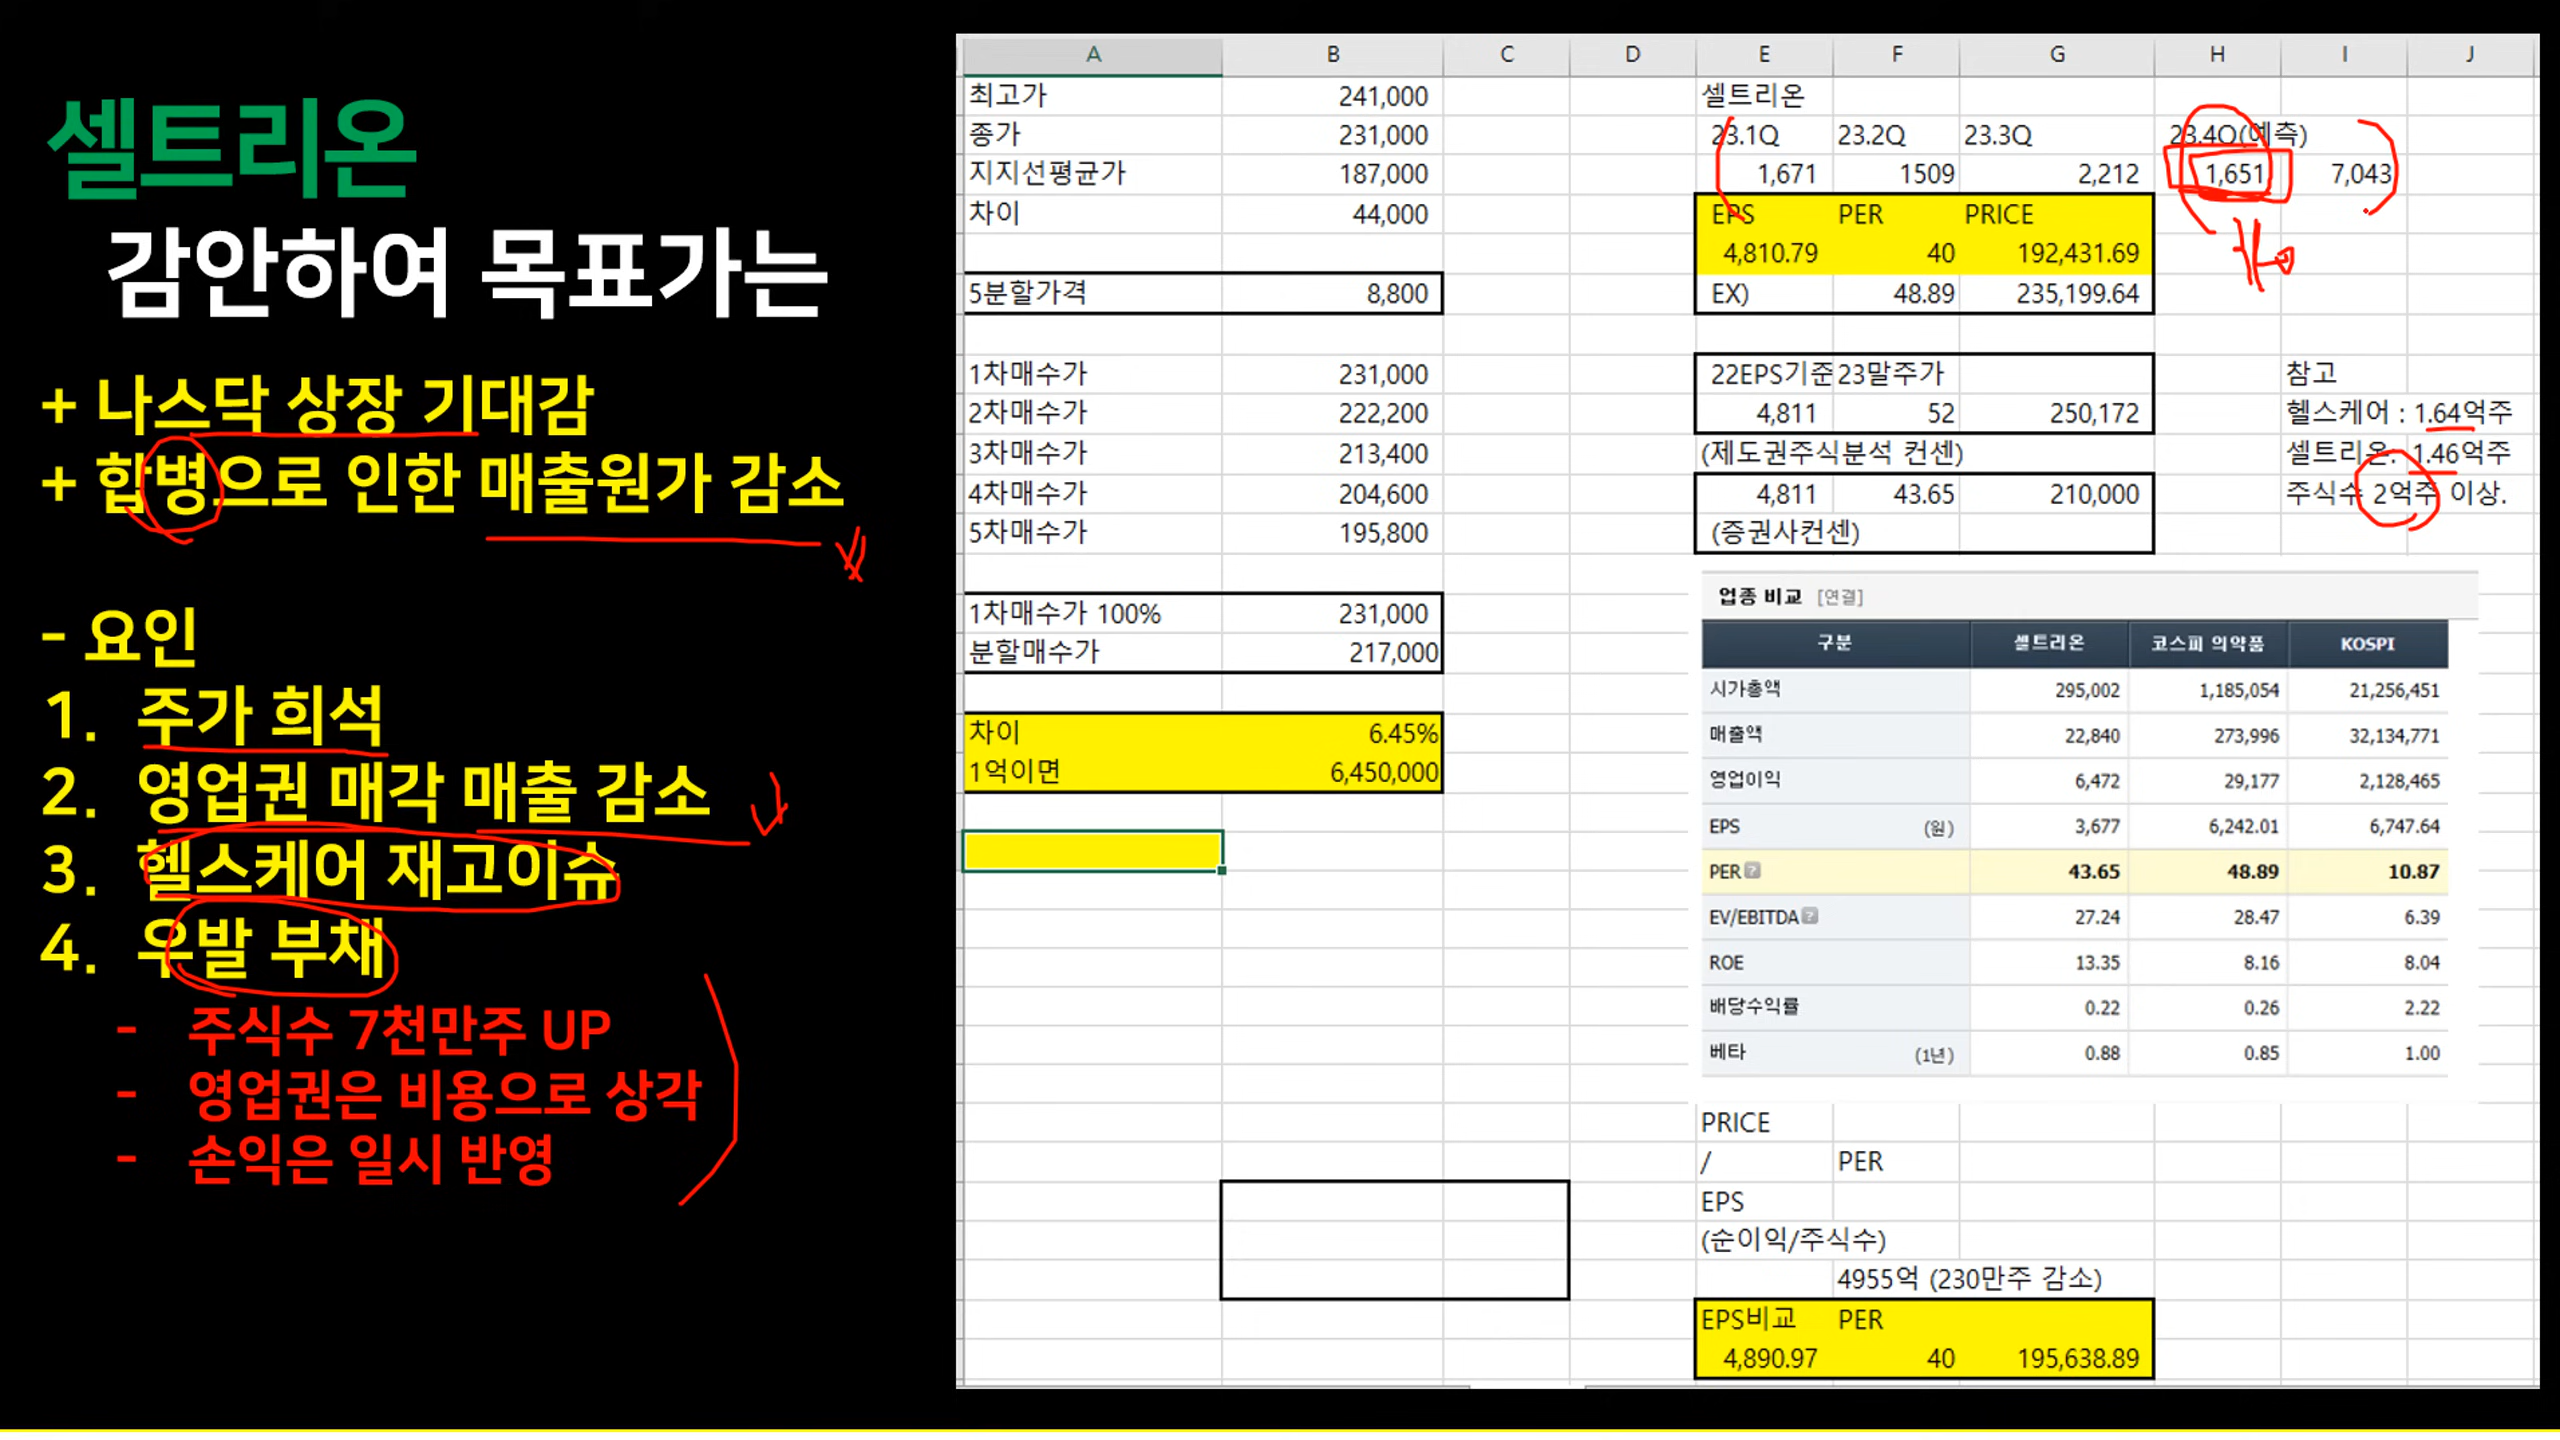 셀트리온
감안하여 목표가는
+ 나스닥 상장 기대감
+ 합병으로 인한 매출원가 감소
- 요인
1. 주가 희석
2. 영업권 매각 매출 감소
3. 헬스케어 재고이슈
4. 우발 부채
- 주식수 7천만주 UP
- 영업권은 비용으로 상각
- 손익은 일시 반영
A B C D E F G H I J
최고가 241,000
종가 231,000
지지선평균가 187,000
차이 44,000
5분할가격 8,800
1차매수가 231,000
2차매수가 222,200
3차매수가 213,400
4차매수가 204,600
5차매수가 195,800
1차매수가 100% 231,000
분할매수가 217,000
차이 6.45%
1억이면 6,450,000
셀트리온
23.1Q 23.2Q 23.3Q 23.4Q(예측)
1,671 1509 2,212 1,651 7,043
EPS PER PRICE
4,810.79 40 192,431.69
EX) 48.89 235,199.64
22EPS기준 23말주가
4,811 52 250,172
(제도권주식분석 컨센)
4,811 43.65 210,000
(증권사컨센)
참고
헬스케어 : 1.64억주
셀트리온: 1.46억주
주식수 2억주 이상.
업종 비교 [연결]
구분 셀트리온 코스피 의약품 KOSPI
시가총액 295,002 1,185,054 21,256,451
매출액 22,840 273,996 32,134,771
영업이익 6,472 29,177 2,128,465
EPS (원) 3,677 6,242.01 6,747.64
PER ? 43.65 48.89 10.87
EV/EBITDA ? 27.24 28.47 6.39
ROE 13.35 8.16 8.04
배당수익률 0.22 0.26 2.22
베타 (1년) 0.88 0.85 1.00
PRICE
/ PER
EPS
(순이익/주식수)
4955억 (230만주 감소)
EPS비교 PER
4,890.97 40 195,638.89